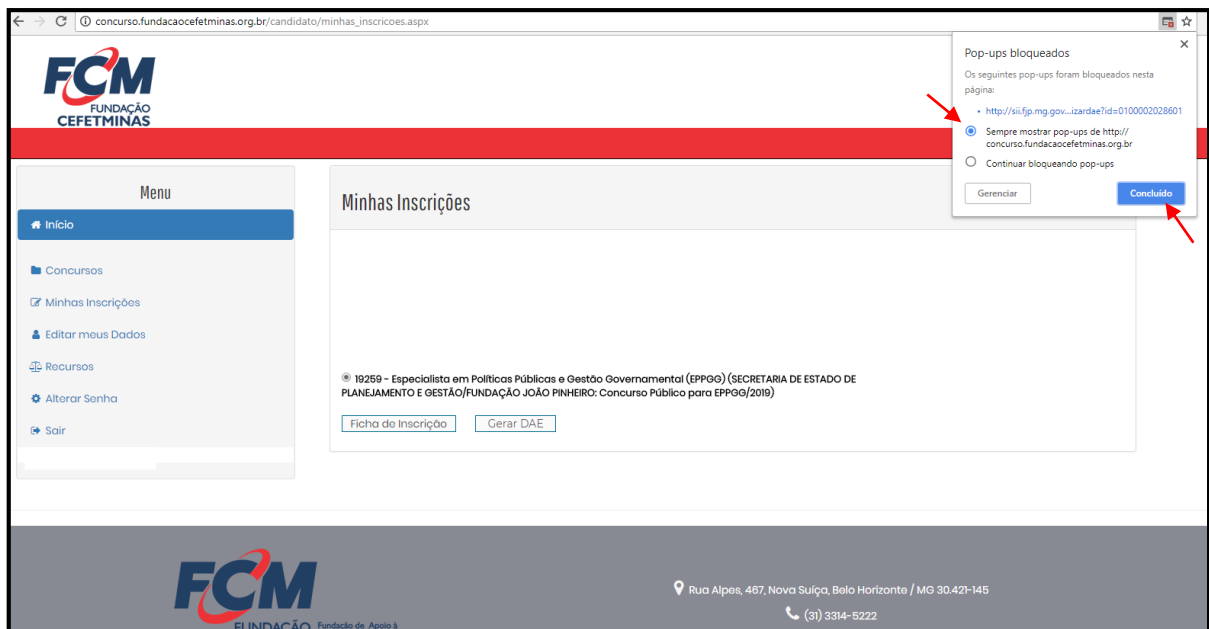 concurso.fundacaocefetminas.org.br/candidato/minhas_inscricoes.aspx
FCM
FUNDAÇÃO
CEFETMINAS
Pop-ups bloqueados
Os seguintes pop-ups foram bloqueados nesta
página:
• http://sii.fjp.mg.gov...izardae?id=0100002028601
Sempre mostrar pop-ups de http://
concurso.fundacaocefetminas.org.br
Continuar bloqueando pop-ups
Gerenciar
Concluído
Menu
Início
Concursos
Minhas Inscrições
Editar meus Dados
Recursos
Alterar Senha
Sair
Minhas Inscrições
19259 - Especialista em Políticas Públicas e Gestão Governamental (EPPGG) (SECRETARIA DE ESTADO DE
PLANEJAMENTO E GESTÃO/FUNDAÇÃO JOÃO PINHEIRO: Concurso Público para EPPGG/2019)
Ficha de Inscrição
Gerar DAE
FCM
FUNDAÇÃO
Fundação de Apoio à
Rua Alpes, 467, Nova Suíça, Belo Horizonte / MG 30.421-145
(31) 3314-5222